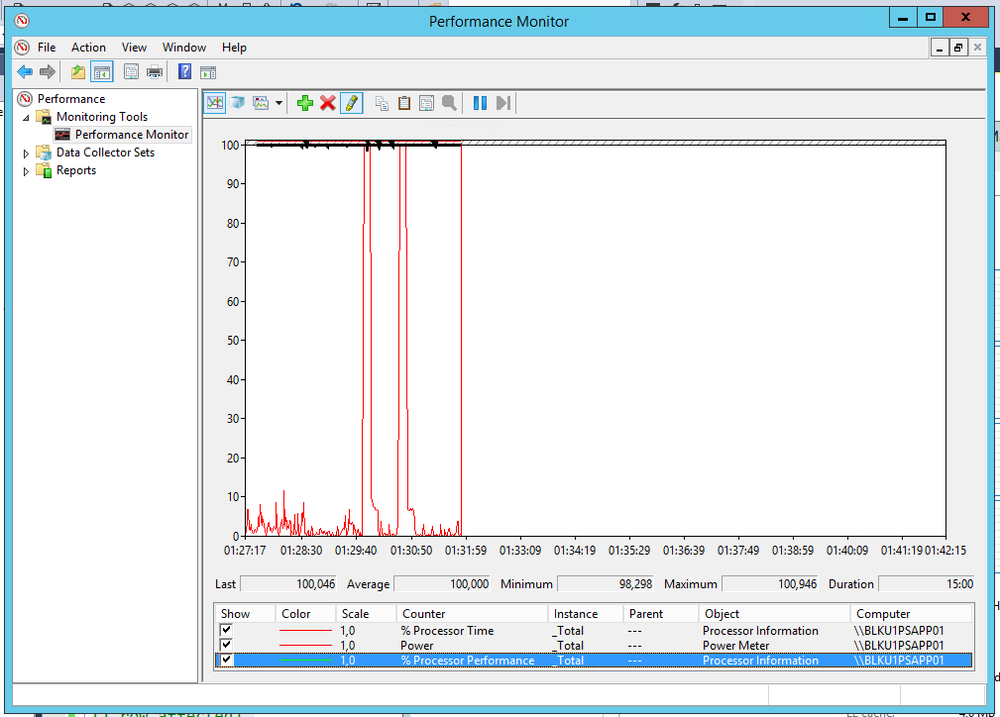 Performance Monitor
File Action View Window Help
Performance
Monitoring Tools
Performance Monitor
Data Collector Sets
Reports
100
90
80
70
60
50
40
30
20
10
0
01:27:17 01:28:30 01:29:40 01:30:50 01:31:59 01:33:09 01:34:19 01:35:29 01:36:39 01:37:49 01:38:59 01:40:09 01:41:19 01:42:15
Last 100,046 Average 100,000 Minimum 98,298 Maximum 100,946 Duration 15:00
Show Color Scale Counter Instance Parent Object Computer
1,0 % Processor Time _Total --- Processor Information \\BLKU1PSAPP01
1,0 Power _Total --- Power Meter \\BLKU1PSAPP01
1,0 % Processor Performance _Total --- Processor Information \\BLKU1PSAPP01